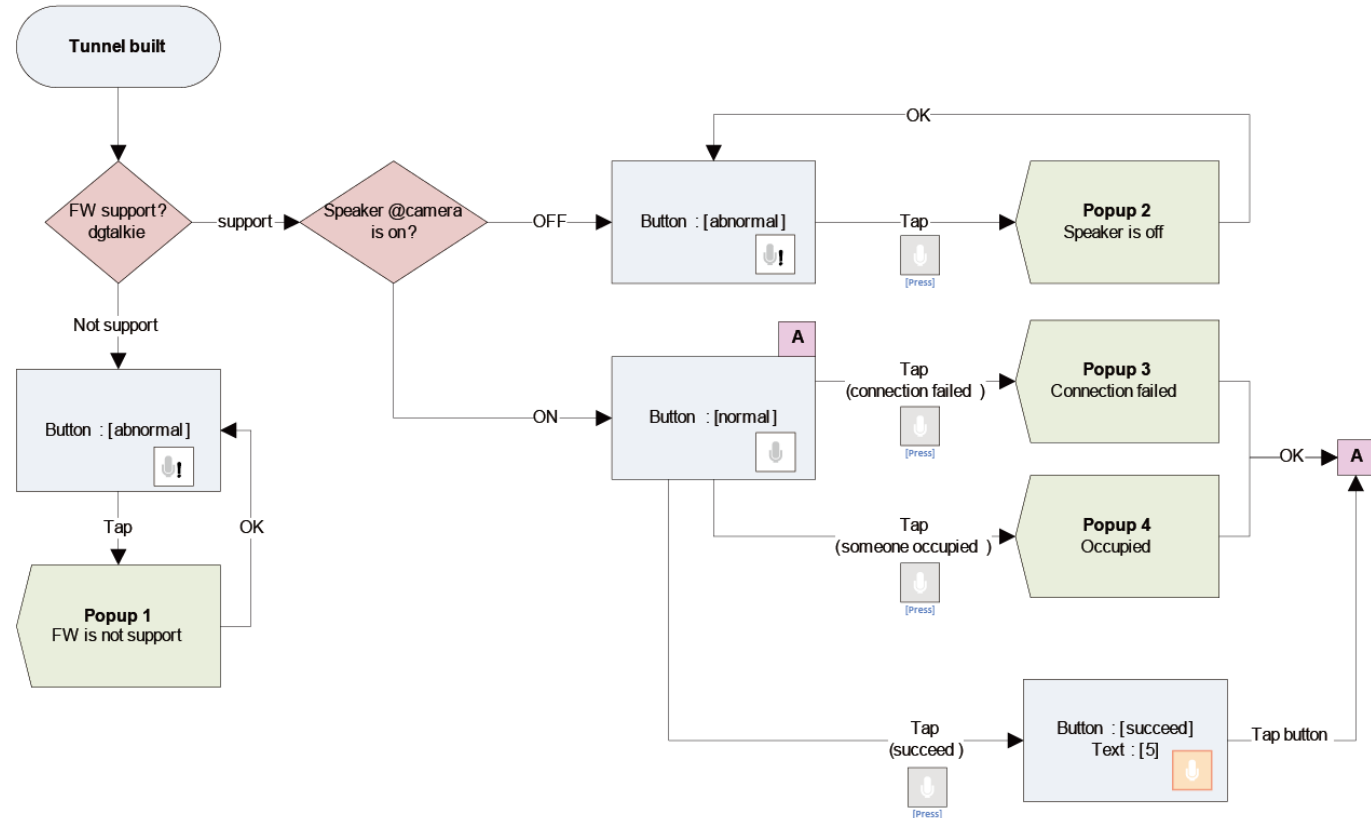 Tunnel built
FW support?
dgtalkie
support
Speaker @camera
is on?
OFF
Button : [abnormal]
!
Tap
[Press]
Popup 2
Speaker is off
OK
Not support
Button : [abnormal]
!
Tap
OK
Popup 1
FW is not support
ON
A
Button : [normal]
Tap
(connection failed )
[Press]
Popup 3
Connection failed
Tap
(someone occupied )
[Press]
Popup 4
Occupied
OK
A
Tap
(succeed )
[Press]
Button : [succeed]
Text : [5]
Tap button